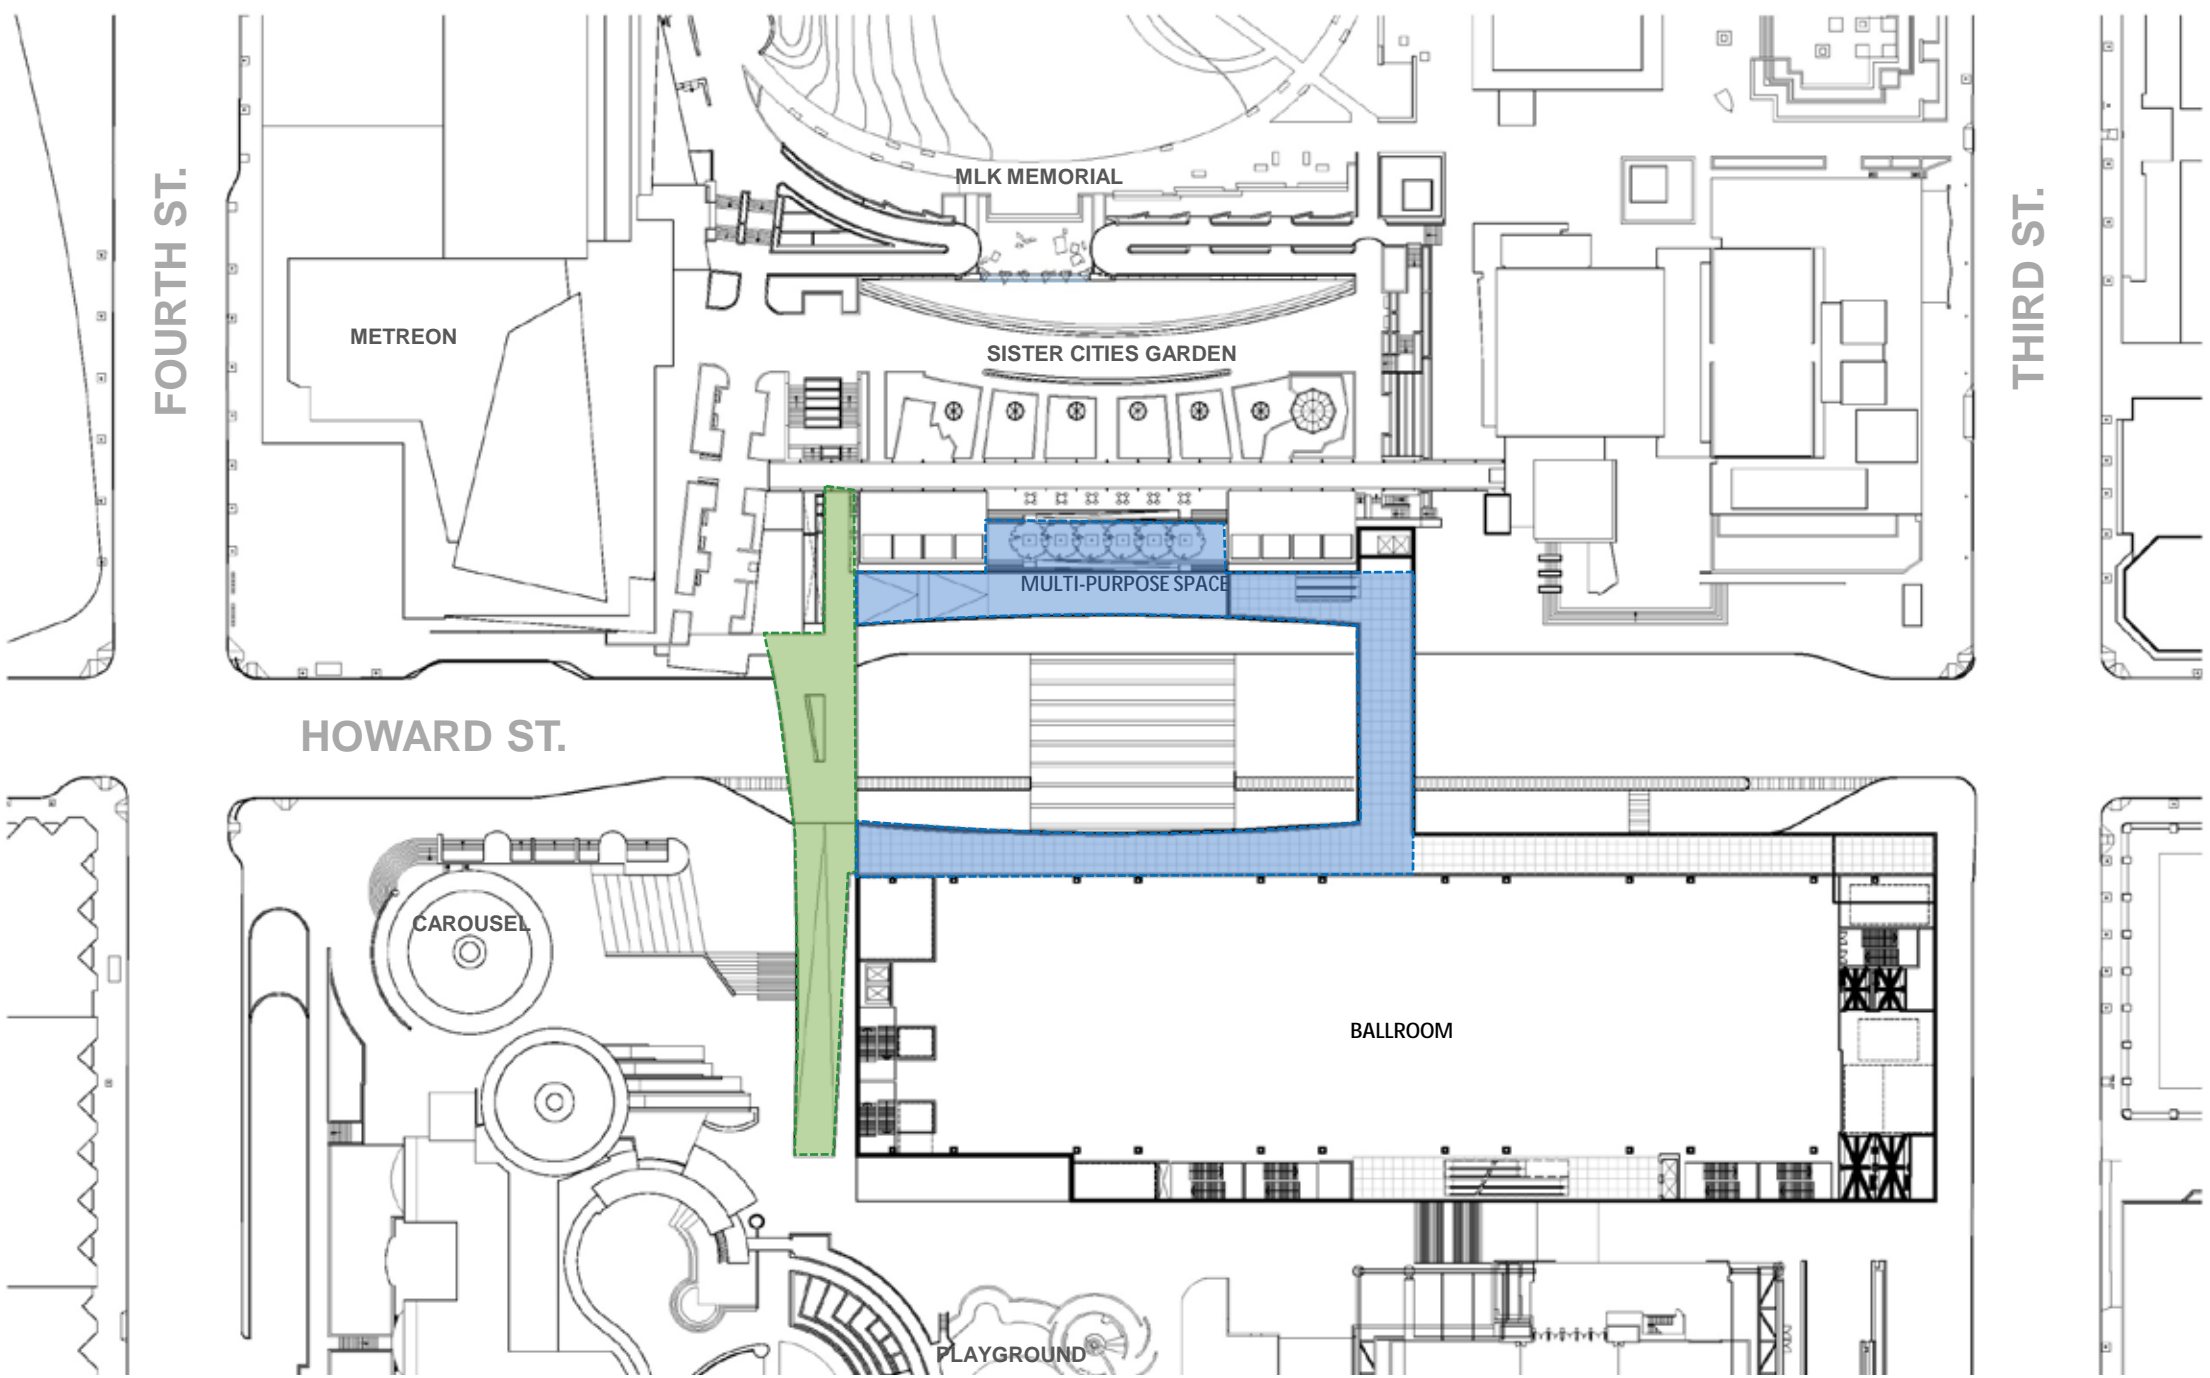 MLK MEMORIAL
FOURTH ST.
THIRD ST.
METREON
SISTER CITIES GARDEN
MULTI-PURPOSE SPACE
HOWARD ST.
CAROUSEL
BALLROOM
PLAYGROUND